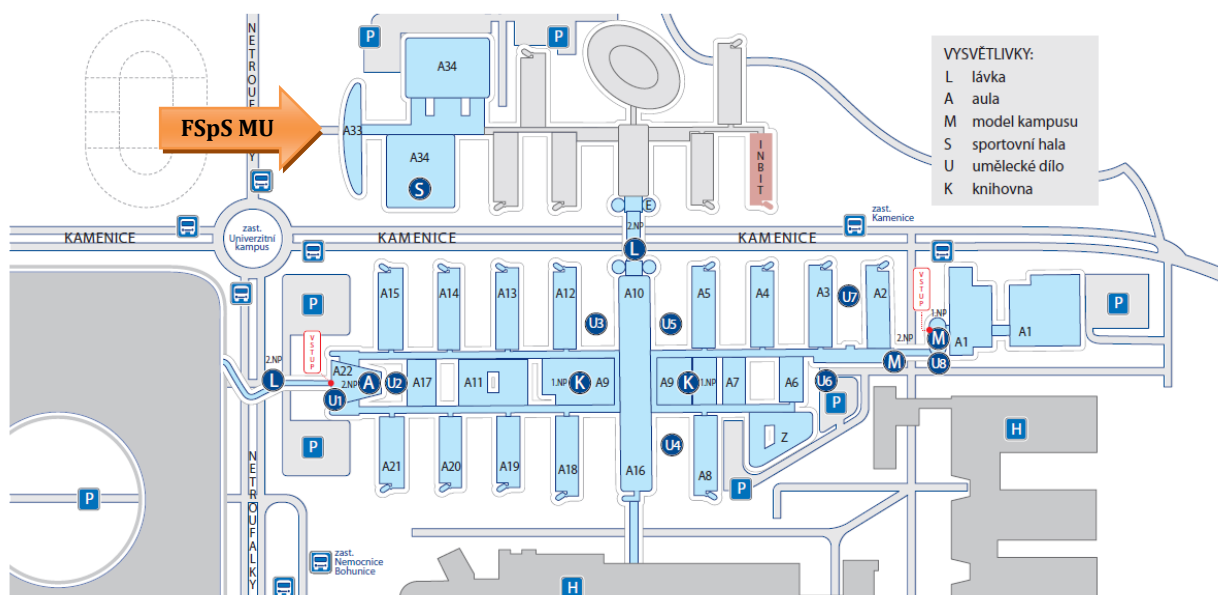 NETROUFALKY
P
P
A34
FSpS MU
A33
A34
S
INBIT
VYSVĚTLIVKY:
L lávka
A aula
M model kampusu
S sportovní hala
U umělecké dílo
K knihovna
E
2.NP
zast.
Kamenice
zast.
Univerzitní
kampus
KAMENICE
KAMENICE
KAMENICE
L
P
A15
A14
A13
A12
A10
A5
A4
A3
U7
A2
VSTUP
1.NP
M
A1
A1
P
U3
U5
VSTUP
2.NP
2.NP
L
A22
2.NP
A
U2
A17
A11
1.NP
K
A9
A9
K
1.NP
A7
A6
U6
M
U8
U1
P
P
U4
Z
H
A21
A20
A19
A18
A16
A8
P
P
NETROUFALKY
zast.
Nemocnice
Bohunice
H